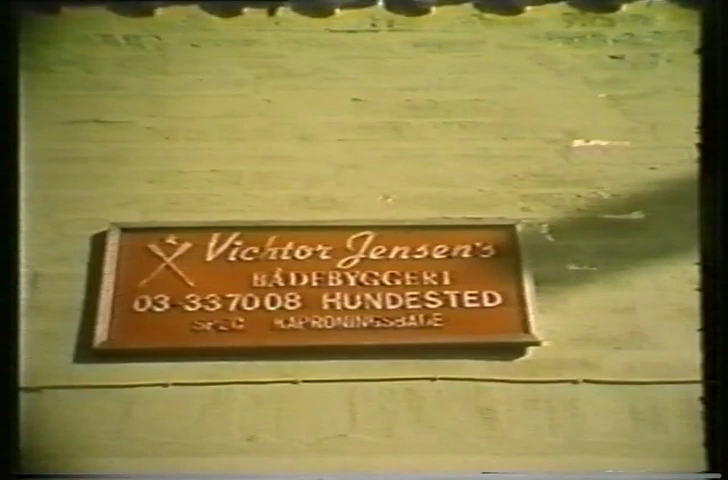 Vichtor Jensen's
BÅDEBYGGERI
03-337008 HUNDESTED
SPEC KAPRONINGSBÅDE